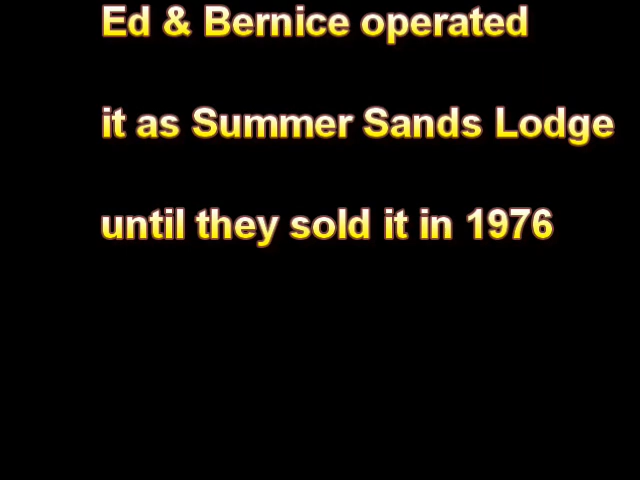 Ed & Bernice operated
it as Summer Sands Lodge
until they sold it in 1976